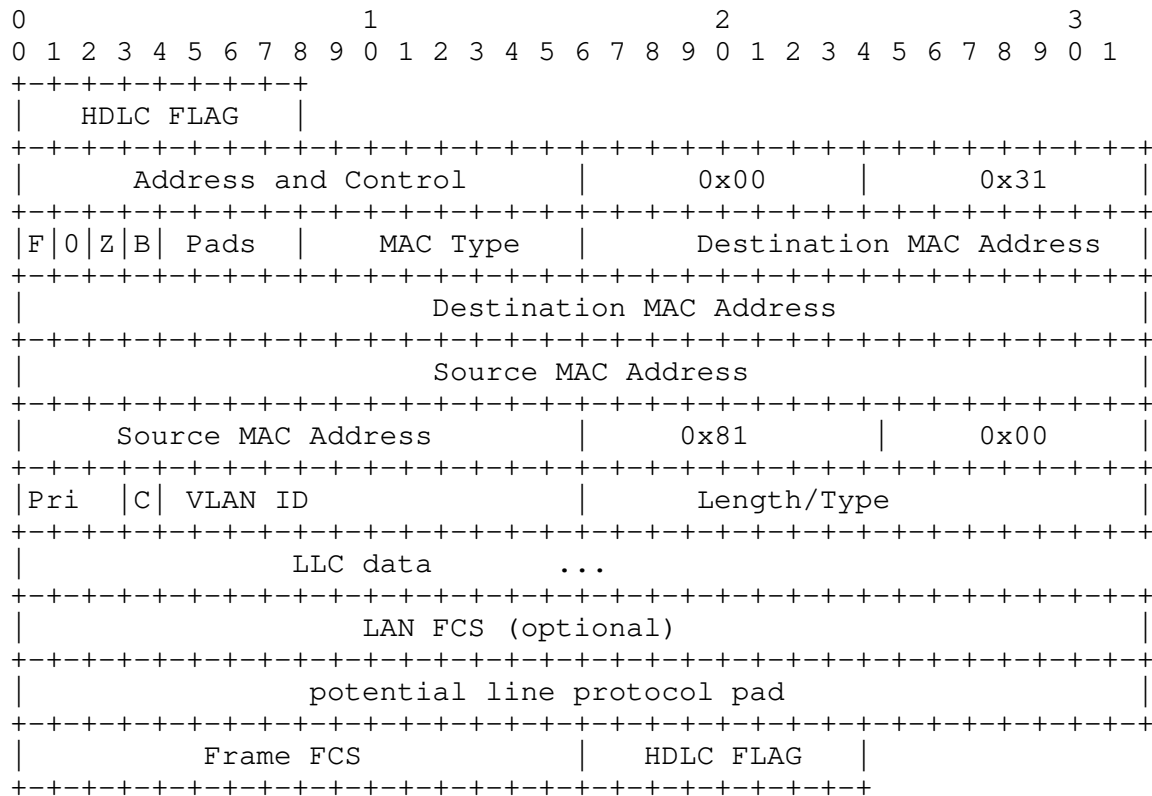 0                   1                   2                   3
0 1 2 3 4 5 6 7 8 9 0 1 2 3 4 5 6 7 8 9 0 1 2 3 4 5 6 7 8 9 0 1
+-+-+-+-+-+-+-+-+
|   HDLC FLAG   |
+-+-+-+-+-+-+-+-+-+-+-+-+-+-+-+-+-+-+-+-+-+-+-+-+-+-+-+-+-+-+-+-+
|      Address and Control      |      0x00     |      0x31     |
+-+-+-+-+-+-+-+-+-+-+-+-+-+-+-+-+-+-+-+-+-+-+-+-+-+-+-+-+-+-+-+-+
|F|0|Z|B| Pads  |    MAC Type   |      Destination MAC Address  |
+-+-+-+-+-+-+-+-+-+-+-+-+-+-+-+-+-+-+-+-+-+-+-+-+-+-+-+-+-+-+-+-+
|                       Destination MAC Address                 |
+-+-+-+-+-+-+-+-+-+-+-+-+-+-+-+-+-+-+-+-+-+-+-+-+-+-+-+-+-+-+-+-+
|                       Source MAC Address                      |
+-+-+-+-+-+-+-+-+-+-+-+-+-+-+-+-+-+-+-+-+-+-+-+-+-+-+-+-+-+-+-+-+
|     Source MAC Address        |     0x81       |     0x00     |
+-+-+-+-+-+-+-+-+-+-+-+-+-+-+-+-+-+-+-+-+-+-+-+-+-+-+-+-+-+-+-+-+
|Pri  |C| VLAN ID               |      Length/Type              |
+-+-+-+-+-+-+-+-+-+-+-+-+-+-+-+-+-+-+-+-+-+-+-+-+-+-+-+-+-+-+-+-+
|               LLC data       ...
+-+-+-+-+-+-+-+-+-+-+-+-+-+-+-+-+-+-+-+-+-+-+-+-+-+-+-+-+-+-+-+-+
|                   LAN FCS (optional)                          |
+-+-+-+-+-+-+-+-+-+-+-+-+-+-+-+-+-+-+-+-+-+-+-+-+-+-+-+-+-+-+-+-+
|                potential line protocol pad                    |
+-+-+-+-+-+-+-+-+-+-+-+-+-+-+-+-+-+-+-+-+-+-+-+-+-+-+-+-+-+-+-+-+
|          Frame FCS            |   HDLC FLAG   |
+-+-+-+-+-+-+-+-+-+-+-+-+-+-+-+-+-+-+-+-+-+-+-+-+